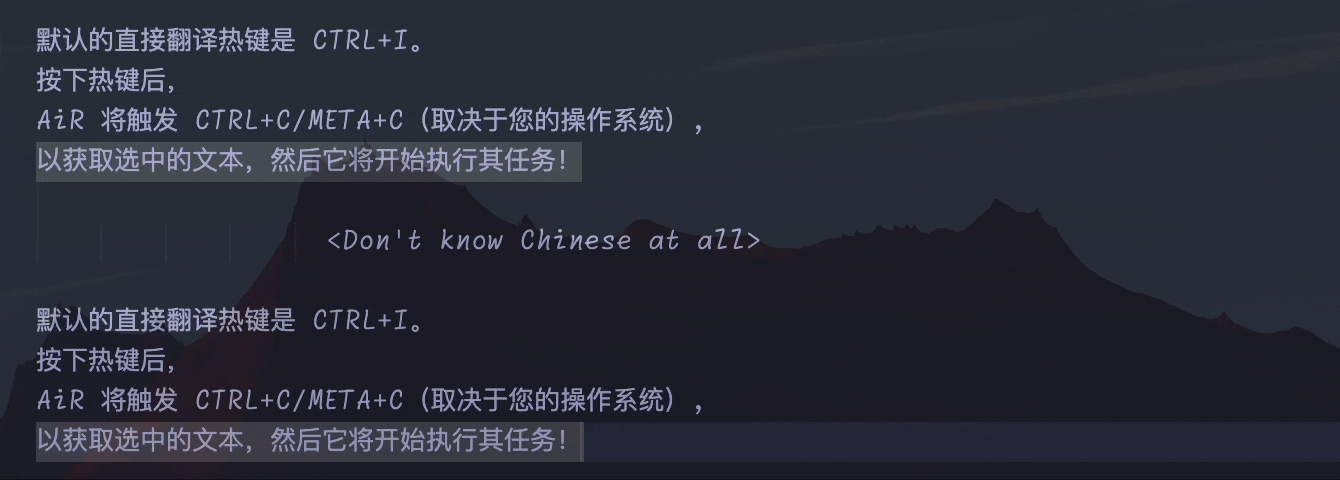 默认的直接翻译热键是 CTRL+I。
按下热键后，
AiR 将触发 CTRL+C/META+C（取决于您的操作系统），
以获取选中的文本，然后它将开始执行其任务！
<Don't know Chinese at all>
默认的直接翻译热键是 CTRL+I。
按下热键后，
AiR 将触发 CTRL+C/META+C（取决于您的操作系统），
以获取选中的文本，然后它将开始执行其任务！